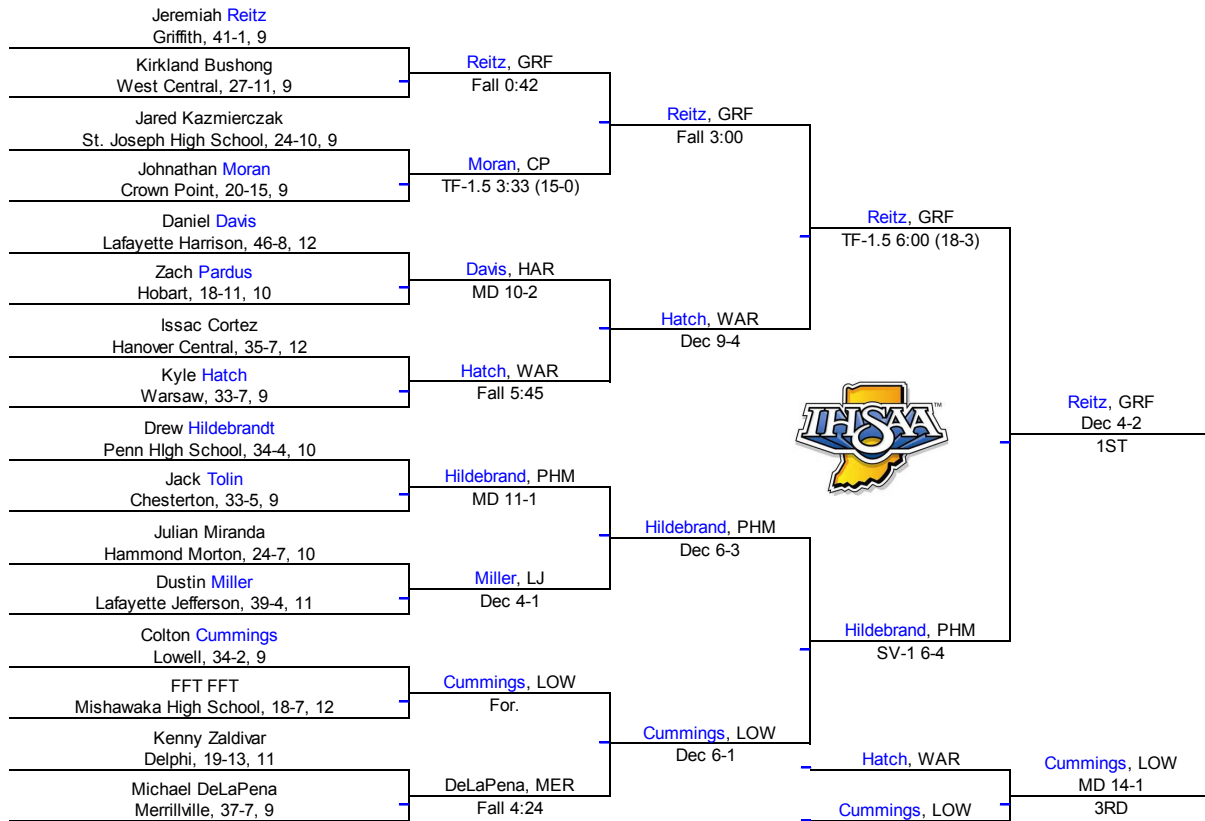 Jeremiah Reitz
Griffith, 41-1, 9
Kirkland Bushong
West Central, 27-11, 9
Jared Kazmierczak
St. Joseph High School, 24-10, 9
Johnathan Moran
Crown Point, 20-15, 9
Daniel Davis
Lafayette Harrison, 46-8, 12
Zach Pardus
Hobart, 18-11, 10
Issac Cortez
Hanover Central, 35-7, 12
Kyle Hatch
Warsaw, 33-7, 9
Drew Hildebrandt
Penn HIgh School, 34-4, 10
Jack Tolin
Chesterton, 33-5, 9
Julian Miranda
Hammond Morton, 24-7, 10
Dustin Miller
Lafayette Jefferson, 39-4, 11
Colton Cummings
Lowell, 34-2, 9
FFT FFT
Mishawaka High School, 18-7, 12
Kenny Zaldivar
Delphi, 19-13, 11
Michael DeLaPena
Merrillville, 37-7, 9
Reitz, GRF
Fall 0:42
Moran, CP
TF-1.5 3:33 (15-0)
Davis, HAR
MD 10-2
Hatch, WAR
Fall 5:45
Hildebrand, PHM
MD 11-1
Miller, LJ
Dec 4-1
Cummings, LOW
For.
DeLaPena, MER
Fall 4:24
Reitz, GRF
Fall 3:00
Hatch, WAR
Dec 9-4
Hildebrand, PHM
Dec 6-3
Cummings, LOW
Dec 6-1
Reitz, GRF
TF-1.5 6:00 (18-3)
Hildebrand, PHM
SV-1 6-4
IHSAA™
Reitz, GRF
Dec 4-2
1ST
Hatch, WAR
Cummings, LOW
Cummings, LOW
MD 14-1
3RD